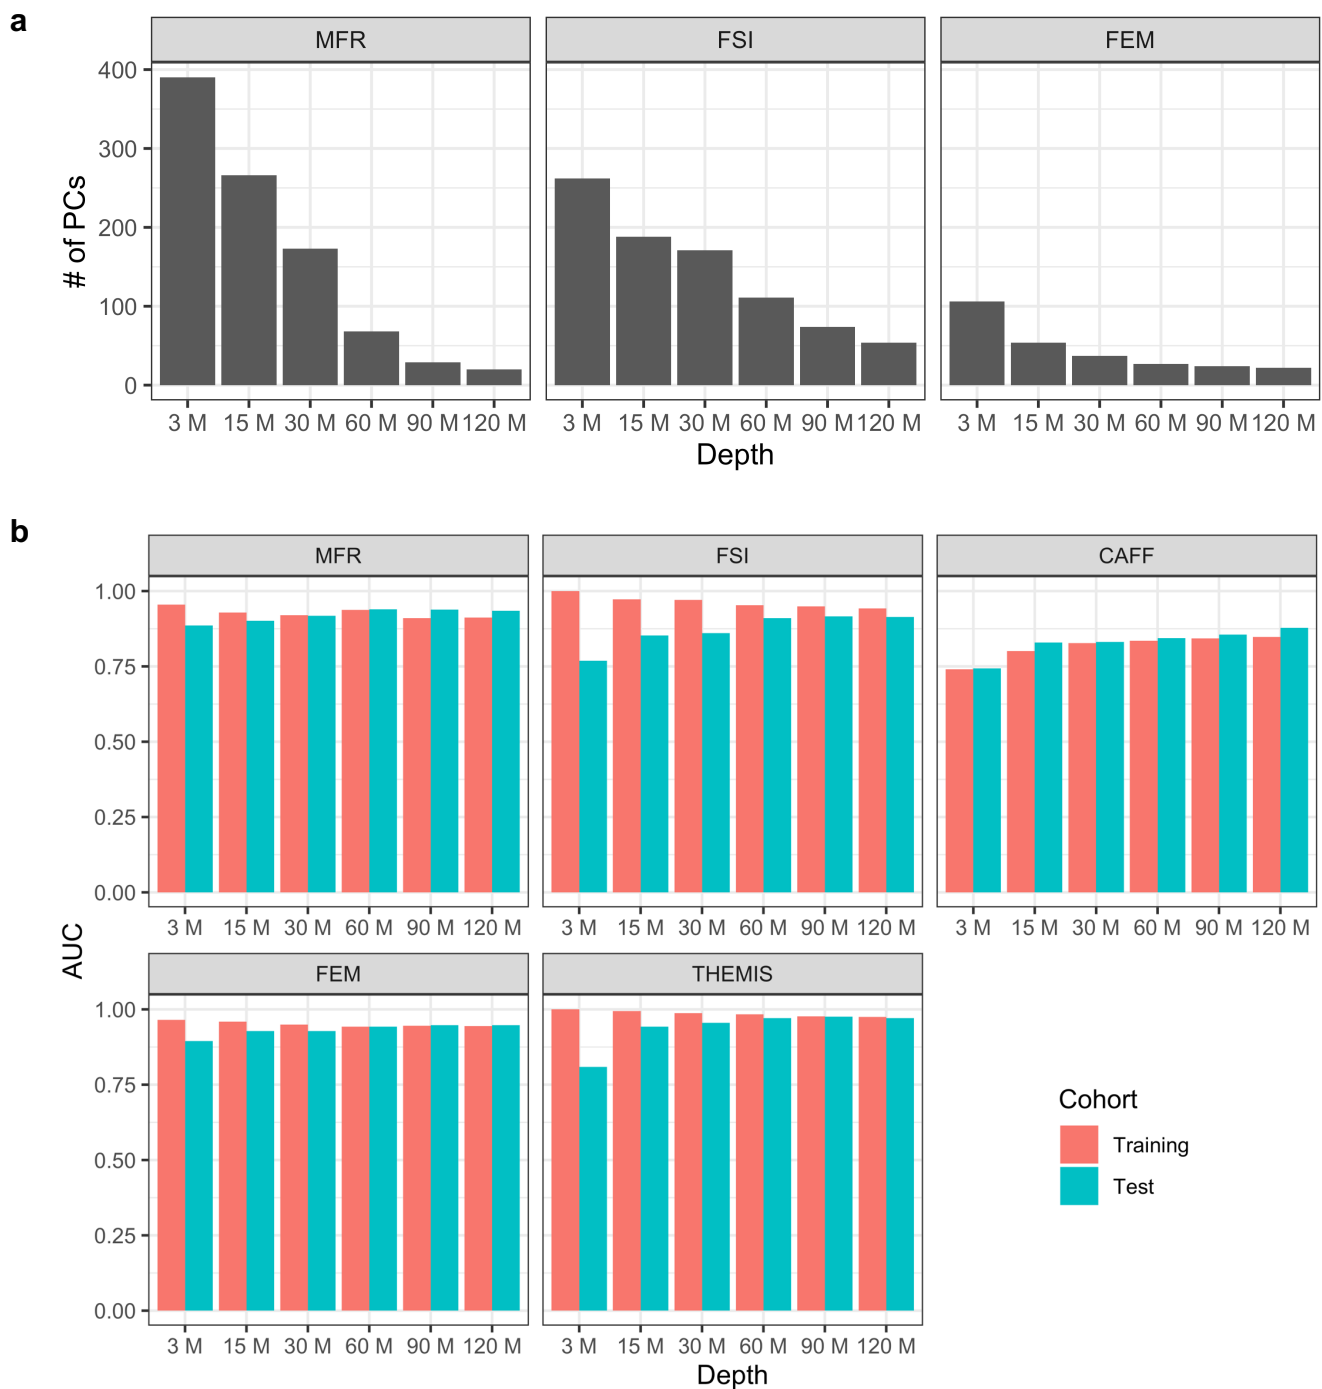 a
MFR FSI FEM
400
300
200
100
0
# of PCs
3 M 15 M 30 M 60 M 90 M 120 M 3 M 15 M 30 M 60 M 90 M 120 M 3 M 15 M 30 M 60 M 90 M 120 M
Depth
b
MFR FSI CAFF
1.00
0.75
0.50
0.25
0.00
3 M 15 M 30 M 60 M 90 M 120 M 3 M 15 M 30 M 60 M 90 M 120 M 3 M 15 M 30 M 60 M 90 M 120 M
AUC
FEM THEMIS
1.00
0.75
0.50
0.25
0.00
3 M 15 M 30 M 60 M 90 M 120 M 3 M 15 M 30 M 60 M 90 M 120 M
Depth
Cohort
Training
Test